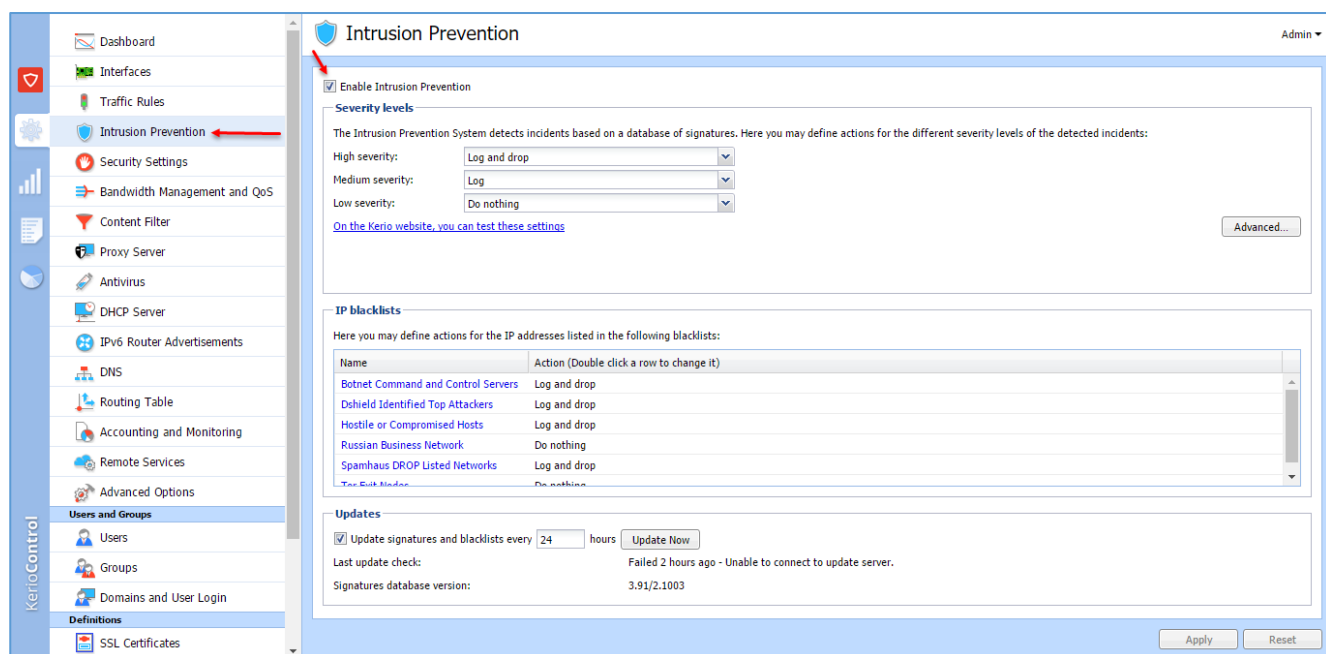 Dashboard
Interfaces
Traffic Rules
Intrusion Prevention
Security Settings
Bandwidth Management and QoS
Content Filter
Proxy Server
Antivirus
DHCP Server
IPv6 Router Advertisements
DNS
Routing Table
Accounting and Monitoring
Remote Services
Advanced Options
Users and Groups
Users
Groups
Domains and User Login
Definitions
SSL Certificates
KerioControl
Intrusion Prevention
Admin
Enable Intrusion Prevention
Severity levels
The Intrusion Prevention System detects incidents based on a database of signatures. Here you may define actions for the different severity levels of the detected incidents:
High severity: Log and drop
Medium severity: Log
Low severity: Do nothing
On the Kerio website, you can test these settings
Advanced...
IP blacklists
Here you may define actions for the IP addresses listed in the following blacklists:
Name Action (Double click a row to change it)
Botnet Command and Control Servers Log and drop
Dshield Identified Top Attackers Log and drop
Hostile or Compromised Hosts Log and drop
Russian Business Network Do nothing
Spamhaus DROP Listed Networks Log and drop
Tor Exit Nodes Do nothing
Updates
Update signatures and blacklists every 24 hours Update Now
Last update check: Failed 2 hours ago - Unable to connect to update server.
Signatures database version: 3.91/2.1003
Apply Reset